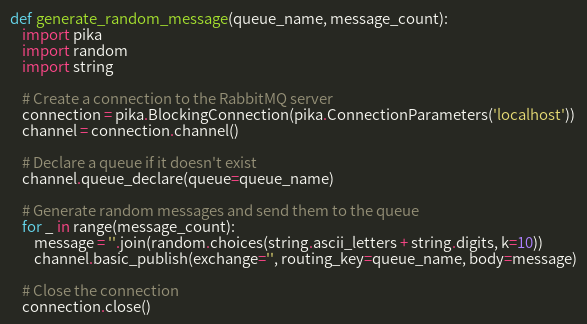 def generate_random_message(queue_name, message_count):
    import pika
    import random
    import string

    # Create a connection to the RabbitMQ server
    connection = pika.BlockingConnection(pika.ConnectionParameters('localhost'))
    channel = connection.channel()

    # Declare a queue if it doesn't exist
    channel.queue_declare(queue=queue_name)

    # Generate random messages and send them to the queue
    for _ in range(message_count):
        message = ''.join(random.choices(string.ascii_letters + string.digits, k=10))
        channel.basic_publish(exchange='', routing_key=queue_name, body=message)

    # Close the connection
    connection.close()